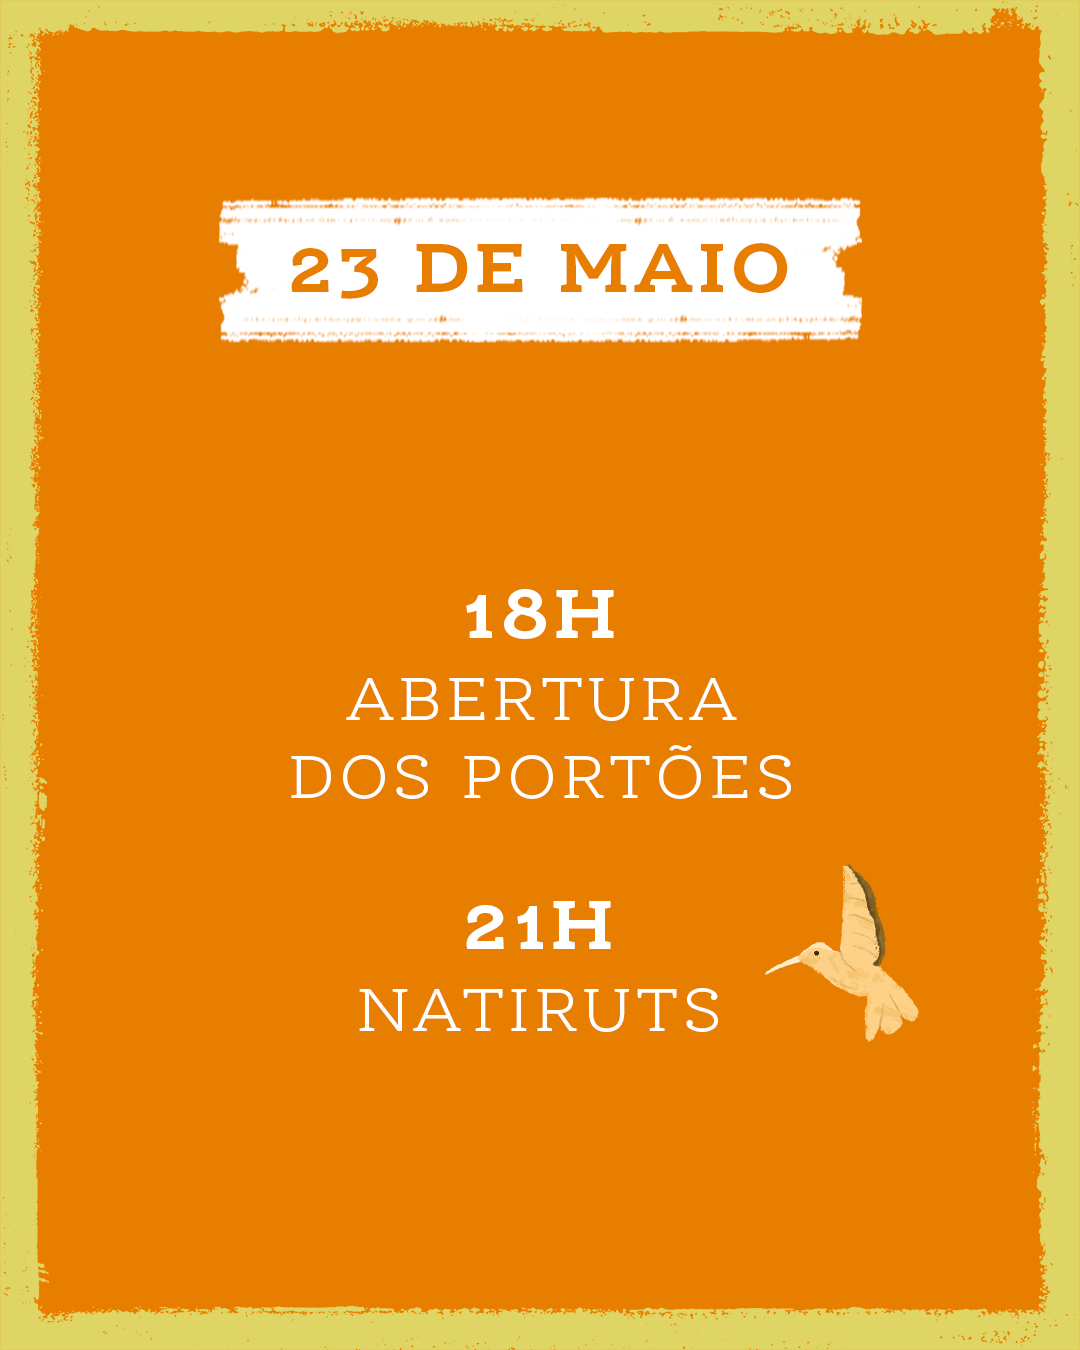 23 DE MAIO
18H
ABERTURA
DOS PORTÕES
21H
NATIRUTS